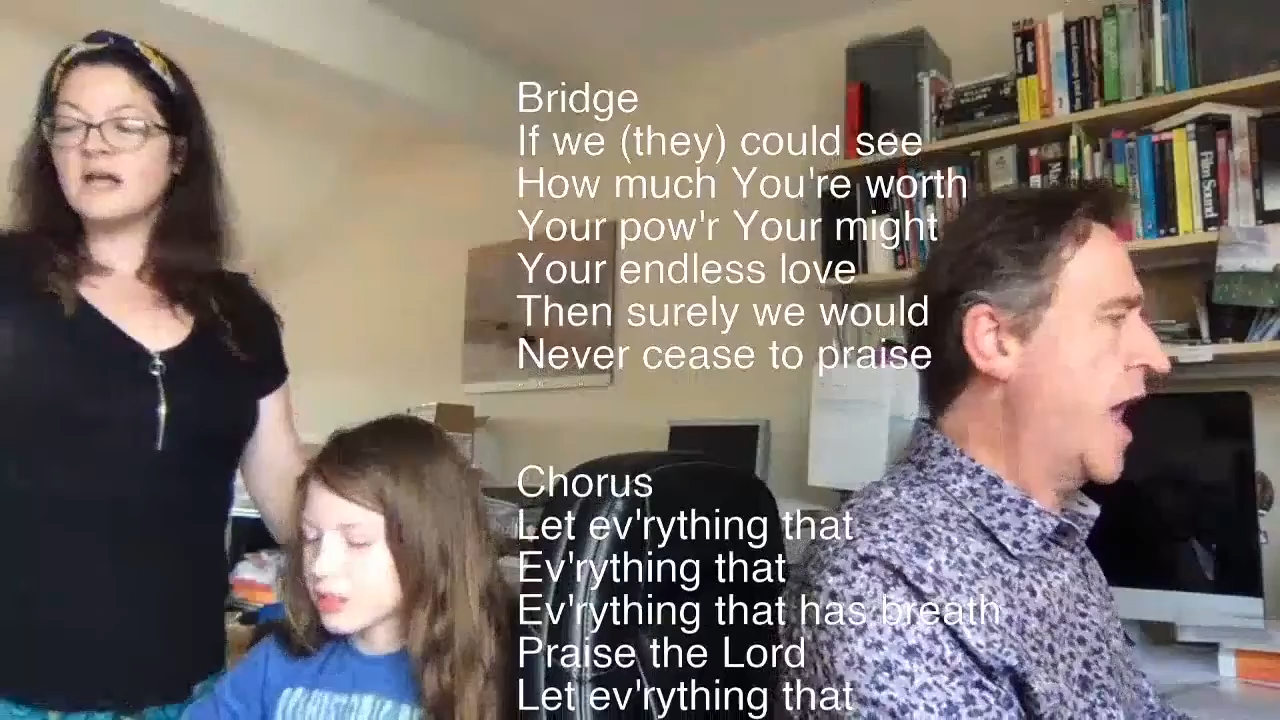 Bridge
If we (they) could see
How much You're worth
Your pow'r Your might
Your endless love
Then surely we would
Never cease to praise
Chorus
Let ev'rything that
Ev'rything that
Ev'rything that has breath
Praise the Lord
Let ev'rything that
Film Sound